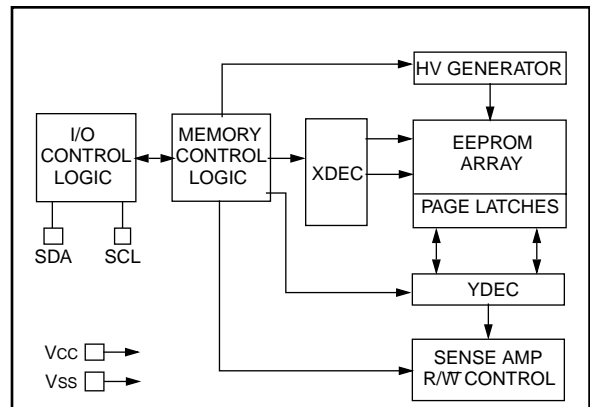 HV GENERATOR
I/O
CONTROL
LOGIC
MEMORY
CONTROL
LOGIC
XDEC
EEPROM
ARRAY
PAGE LATCHES
SDA
SCL
YDEC
VCC
VSS
SENSE AMP
R/W̅ CONTROL